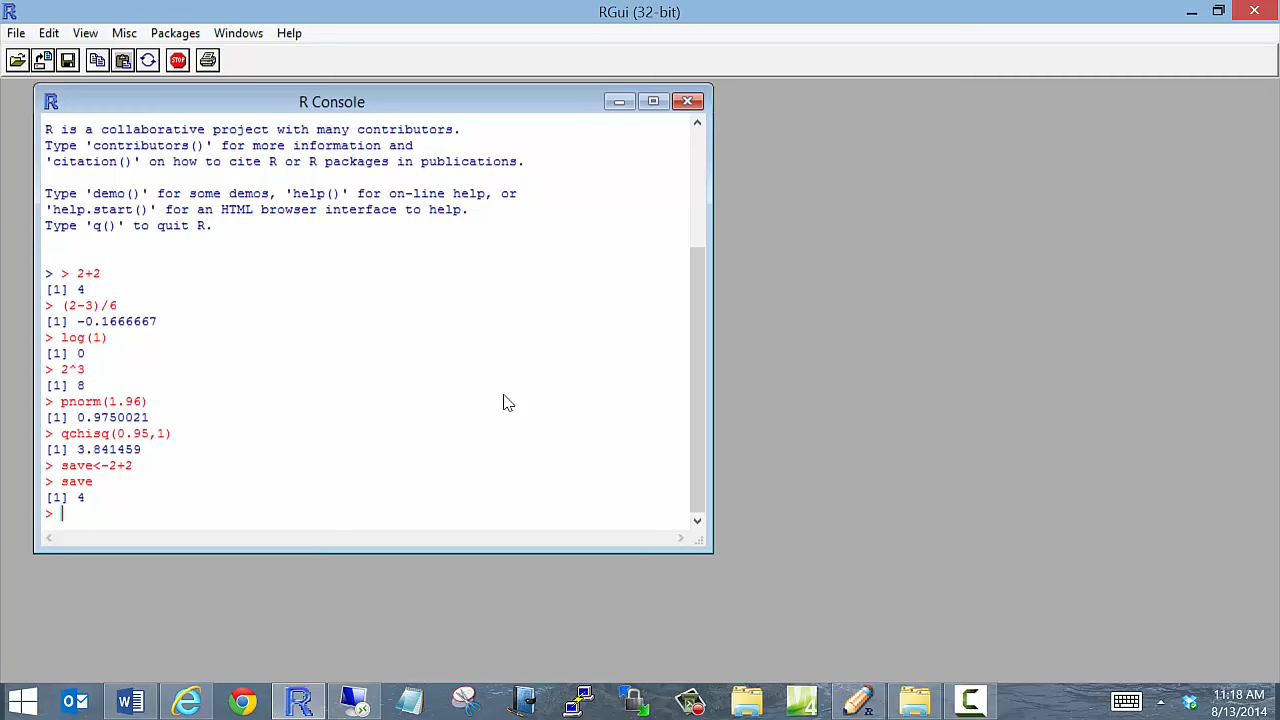 RGui (32-bit)
File Edit View Misc Packages Windows Help
STOP
R Console
R is a collaborative project with many contributors.
Type 'contributors()' for more information and
'citation()' on how to cite R or R packages in publications.
Type 'demo()' for some demos, 'help()' for on-line help, or
'help.start()' for an HTML browser interface to help.
Type 'q()' to quit R.
> > 2+2
[1] 4
> (2-3)/6
[1] -0.1666667
> log(1)
[1] 0
> 2^3
[1] 8
> pnorm(1.96)
[1] 0.9750021
> qchisq(0.95,1)
[1] 3.841459
> save<-2+2
> save
[1] 4
>
11:18 AM
8/13/2014